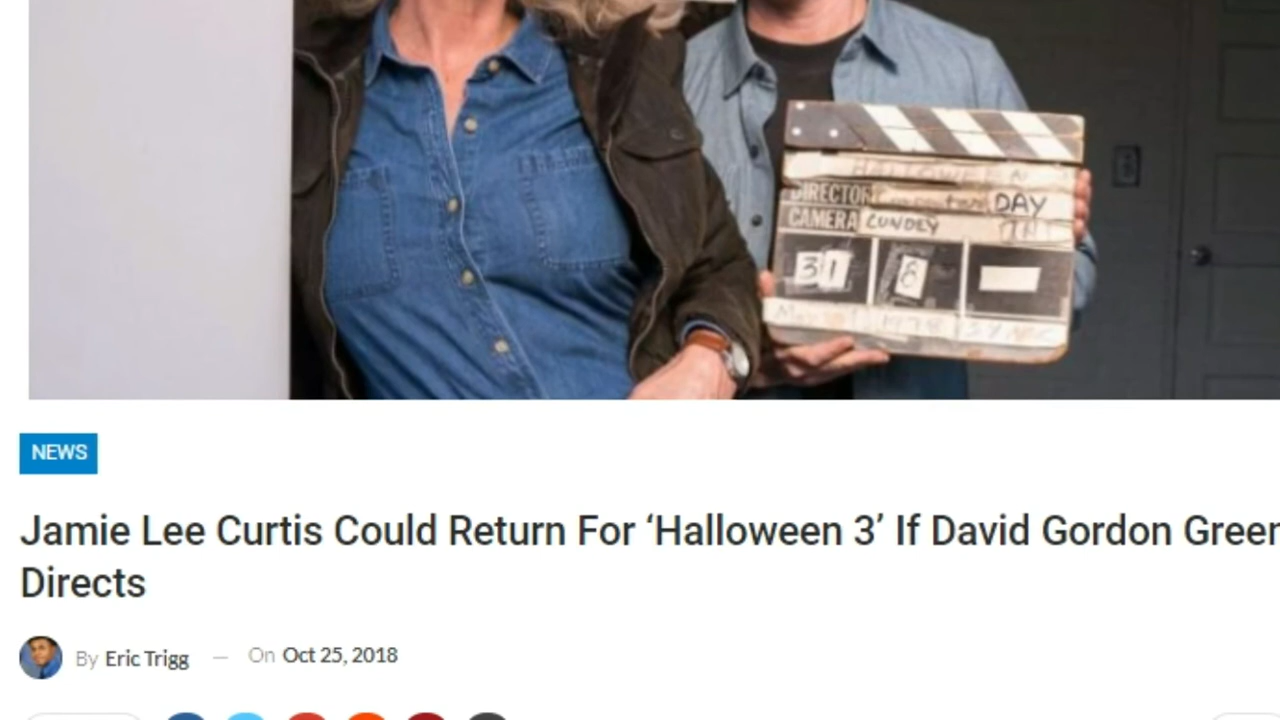 HALLOWEEN
DIRECTOR
DAY
CAMERA CUNDEY
31 8
NEWS
Jamie Lee Curtis Could Return For ‘Halloween 3’ If David Gordon Green
Directs
By Eric Trigg — On Oct 25, 2018